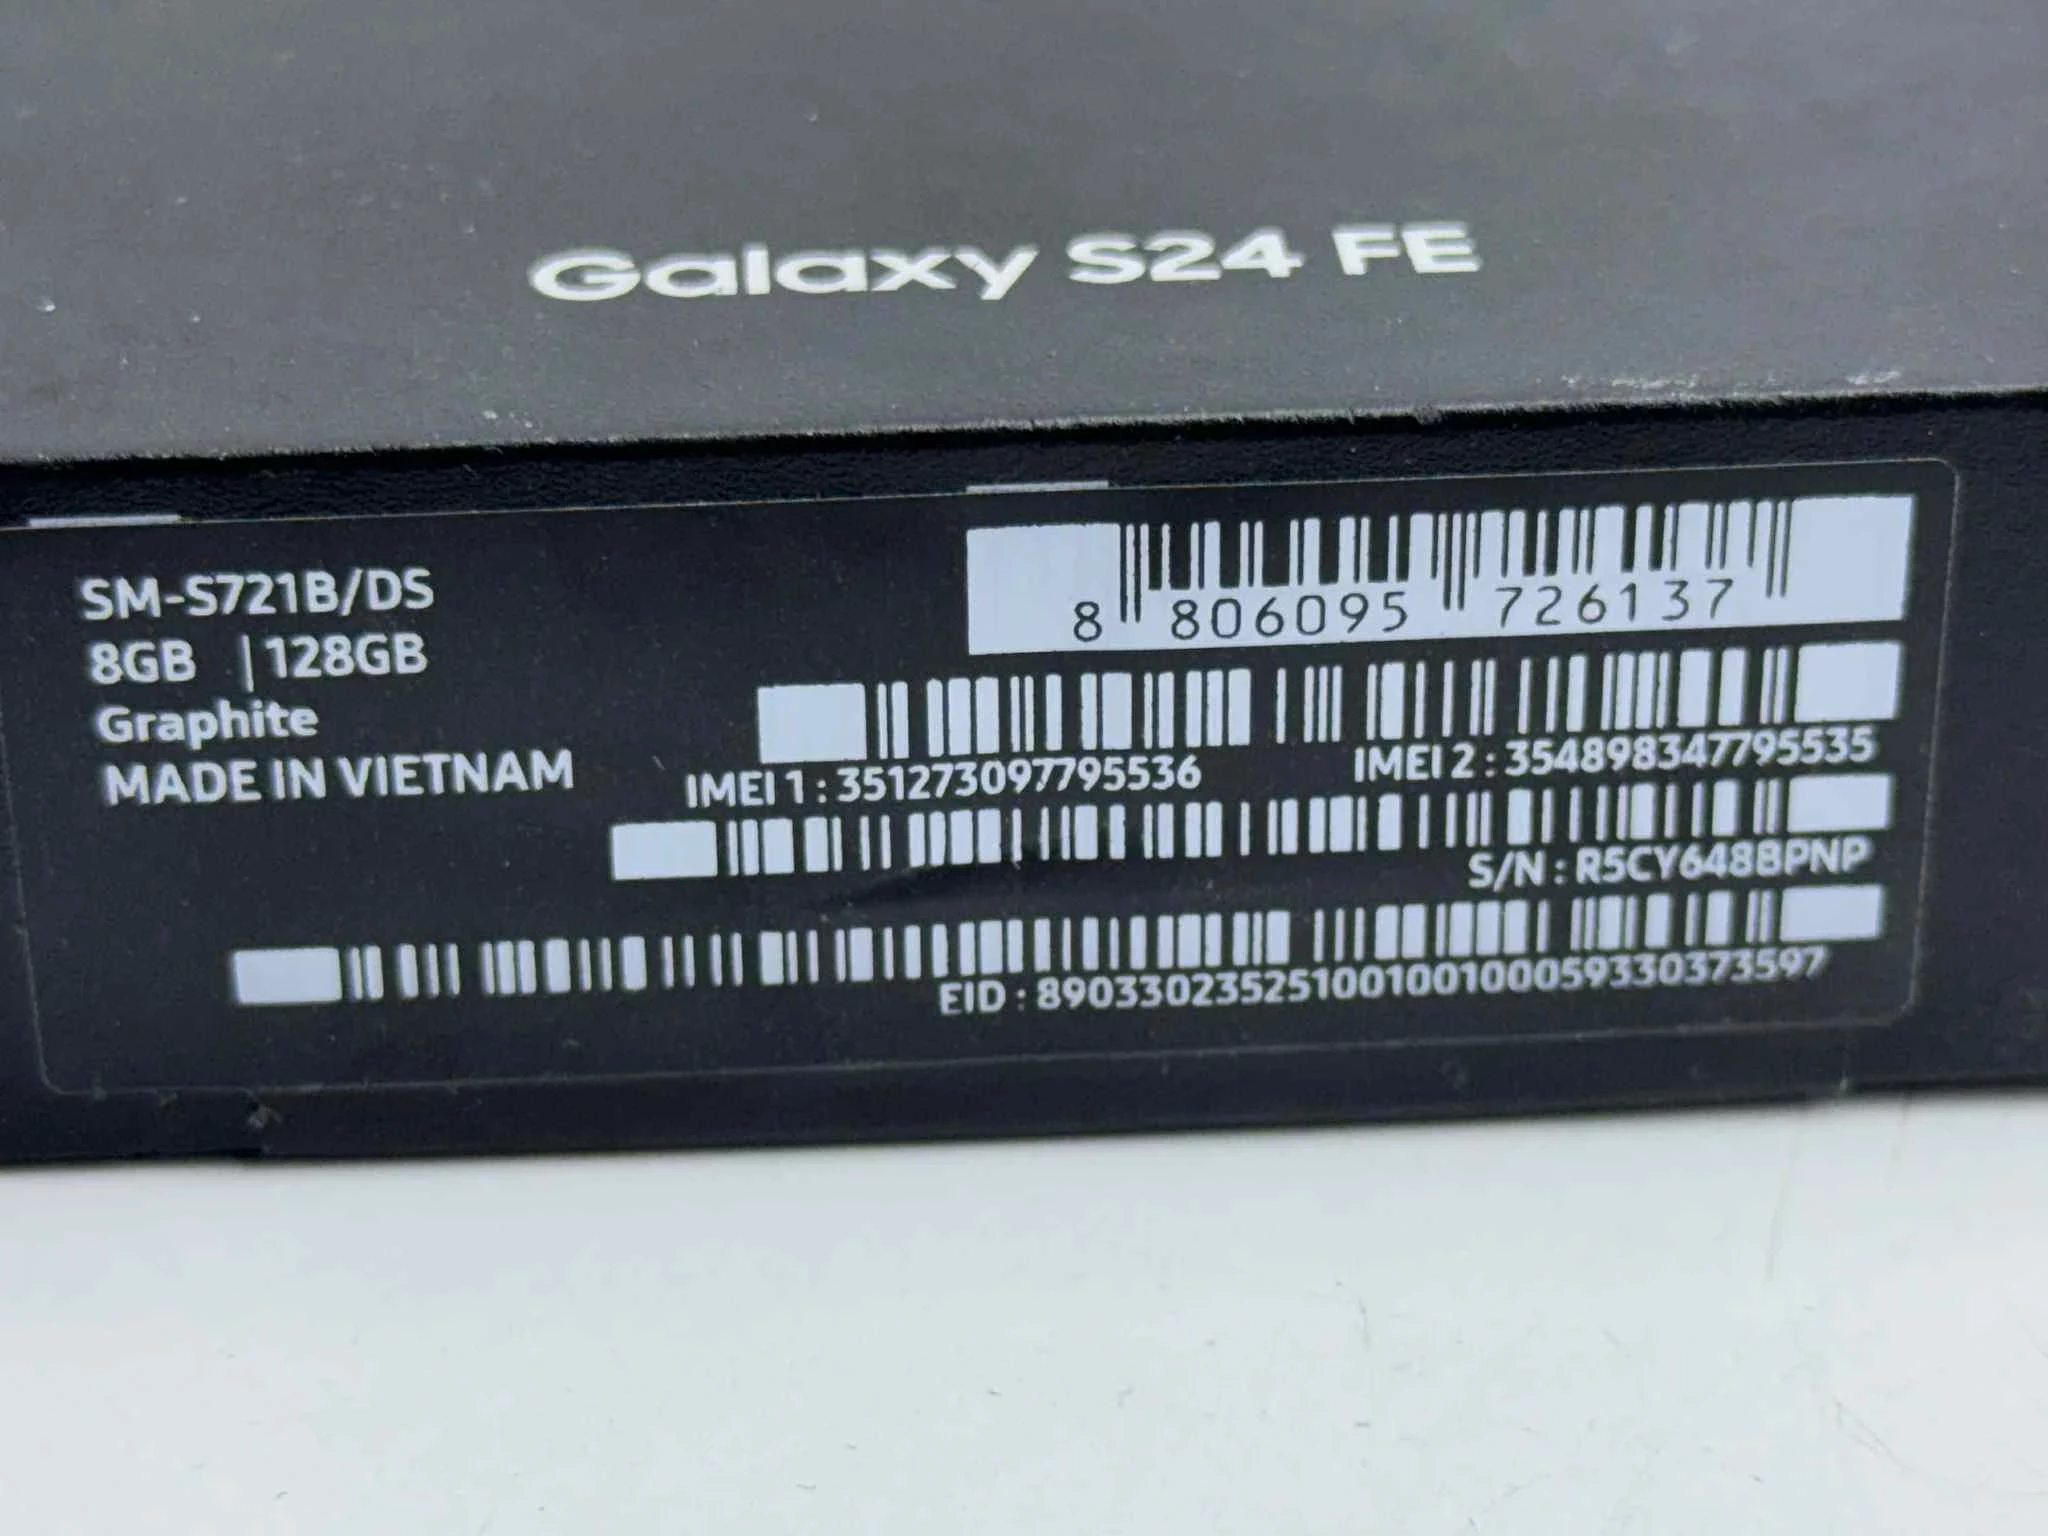 Galaxy S24 FE
SM-S721B/DS
8GB | 128GB
Graphite
MADE IN VIETNAM
8 806095 726137
IMEI 1 : 351273097795536
IMEI 2 : 354898347795535
S/N : R5CY648BPNP
EID : 89033023525100100100059330373597